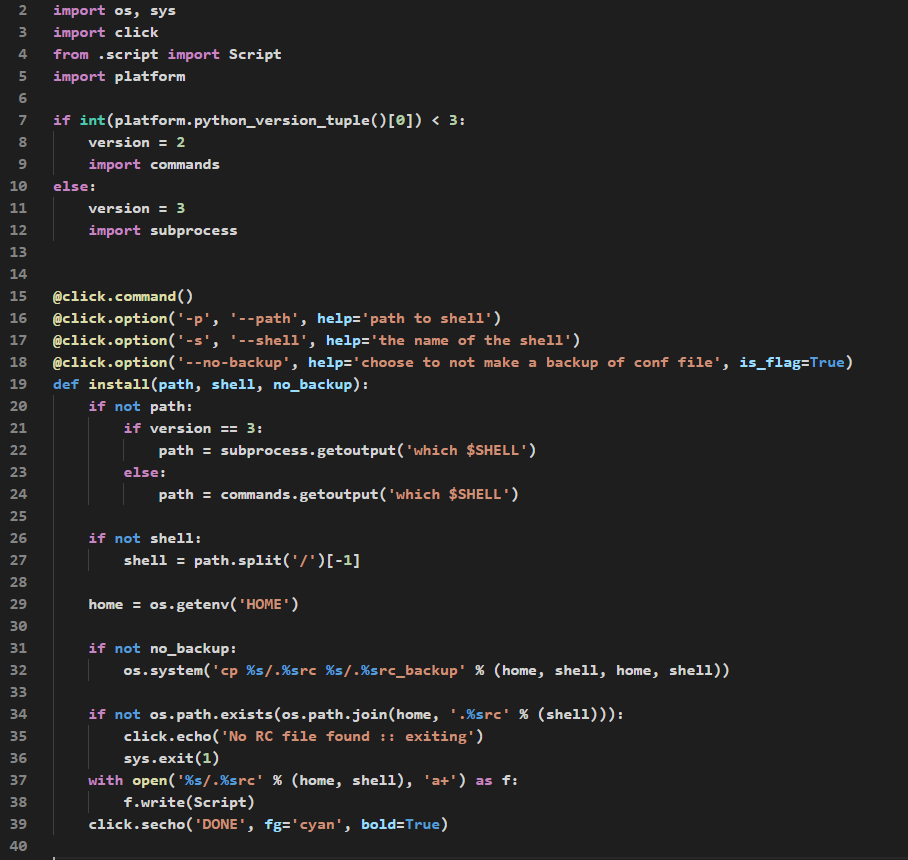 2 import os, sys
3 import click
4 from .script import Script
5 import platform
6
7 if int(platform.python_version_tuple()[0]) < 3:
8     version = 2
9     import commands
10 else:
11     version = 3
12     import subprocess
13
14
15 @click.command()
16 @click.option('-p', '--path', help='path to shell')
17 @click.option('-s', '--shell', help='the name of the shell')
18 @click.option('--no-backup', help='choose to not make a backup of conf file', is_flag=True)
19 def install(path, shell, no_backup):
20     if not path:
21         if version == 3:
22             path = subprocess.getoutput('which $SHELL')
23         else:
24             path = commands.getoutput('which $SHELL')
25
26     if not shell:
27         shell = path.split('/')[-1]
28
29     home = os.getenv('HOME')
30
31     if not no_backup:
32         os.system('cp %s/.%src %s/.%src_backup' % (home, shell, home, shell))
33
34     if not os.path.exists(os.path.join(home, '.%src' % (shell))):
35         click.echo('No RC file found :: exiting')
36         sys.exit(1)
37     with open('%s/.%src' % (home, shell), 'a+') as f:
38         f.write(Script)
39     click.secho('DONE', fg='cyan', bold=True)
40